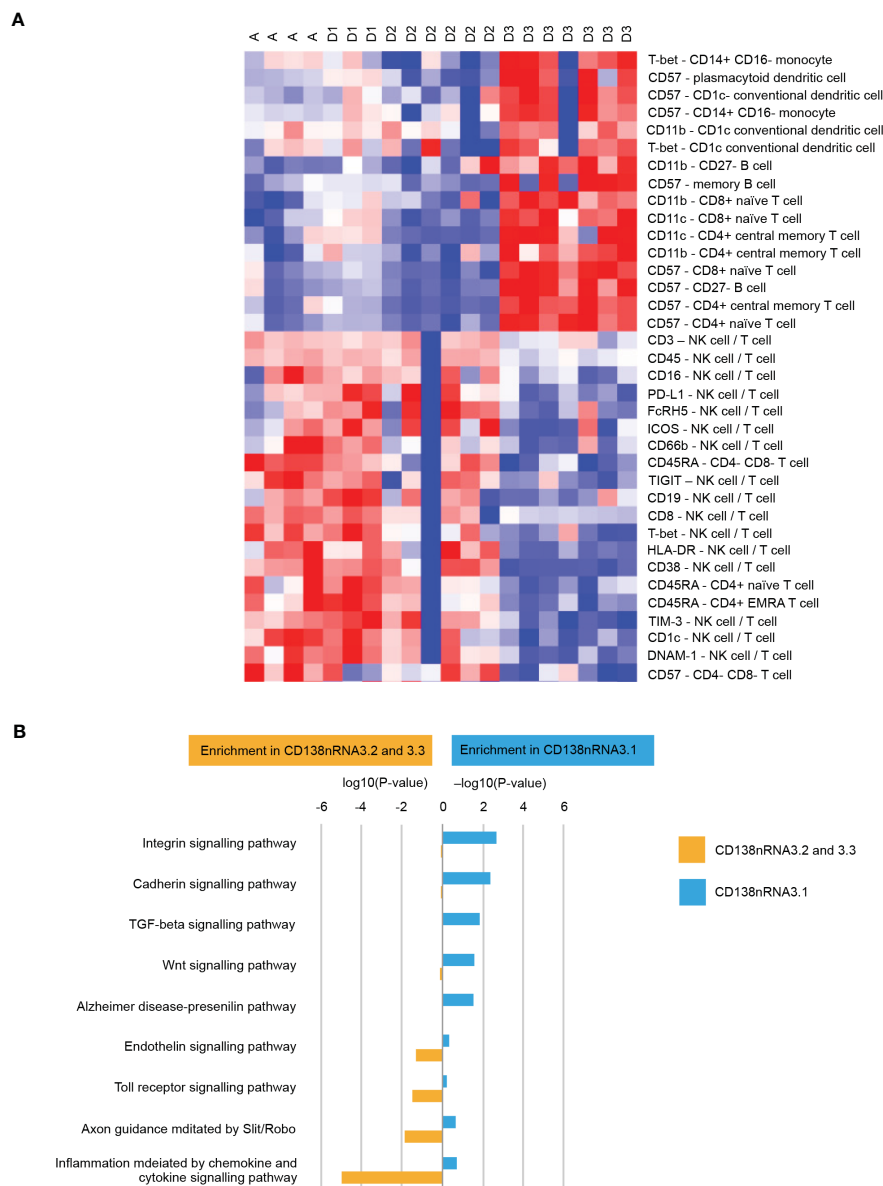 A
A A A A D1 D1 D1 D2 D2 D2 D2 D2 D2 D3 D3 D3 D3 D3 D3 D3
T-bet - CD14+ CD16- monocyte
CD57 - plasmacytoid dendritic cell
CD57 - CD1c- conventional dendritic cell
CD57 - CD14+ CD16- monocyte
CD11b - CD1c conventional dendritic cell
T-bet - CD1c conventional dendritic cell
CD11b - CD27- B cell
CD57 - memory B cell
CD11b - CD8+ naïve T cell
CD11c - CD8+ naïve T cell
CD11c - CD4+ central memory T cell
CD11b - CD4+ central memory T cell
CD57 - CD8+ naïve T cell
CD57 - CD27- B cell
CD57 - CD4+ central memory T cell
CD57 - CD4+ naïve T cell
CD3 – NK cell / T cell
CD45 - NK cell / T cell
CD16 - NK cell / T cell
PD-L1 - NK cell / T cell
FcRH5 - NK cell / T cell
ICOS - NK cell / T cell
CD66b - NK cell / T cell
CD45RA - CD4- CD8- T cell
TIGIT – NK cell / T cell
CD19 - NK cell / T cell
CD8 - NK cell / T cell
T-bet - NK cell / T cell
HLA-DR - NK cell / T cell
CD38 - NK cell / T cell
CD45RA - CD4+ naïve T cell
CD45RA - CD4+ EMRA T cell
TIM-3 - NK cell / T cell
CD1c - NK cell / T cell
DNAM-1 - NK cell / T cell
CD57 - CD4- CD8- T cell
B
Enrichment in CD138nRNA3.2 and 3.3 Enrichment in CD138nRNA3.1
log10(P-value) –log10(P-value)
-6 -4 -2 0 2 4 6
Integrin signalling pathway
Cadherin signalling pathway
TGF-beta signalling pathway
Wnt signalling pathway
Alzheimer disease-presenilin pathway
Endothelin signalling pathway
Toll receptor signalling pathway
Axon guidance mditated by Slit/Robo
Inflammation mdeiated by chemokine and
cytokine signalling pathway
CD138nRNA3.2 and 3.3
CD138nRNA3.1